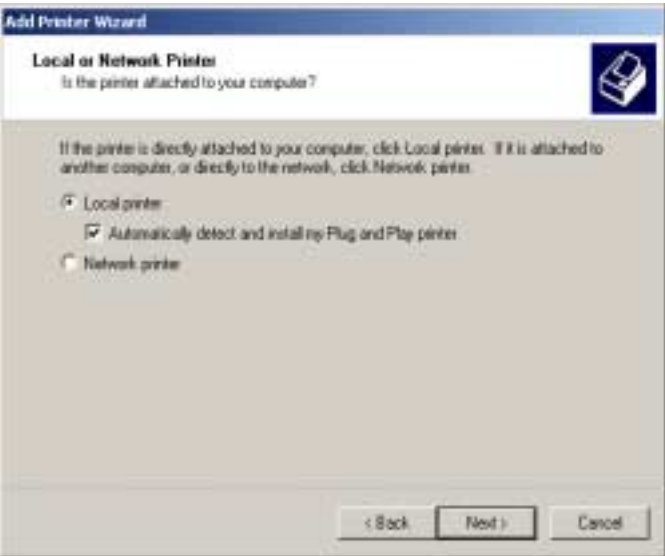 Add Printer Wizard
Local or Network Printer
Is the printer attached to your computer?
If the printer is directly attached to your computer, click Local printer. If it is attached to
another computer, or directly to the network, click Network printer.
Local printer
Automatically detect and install my Plug and Play printer
Network printer
< Back
Next >
Cancel